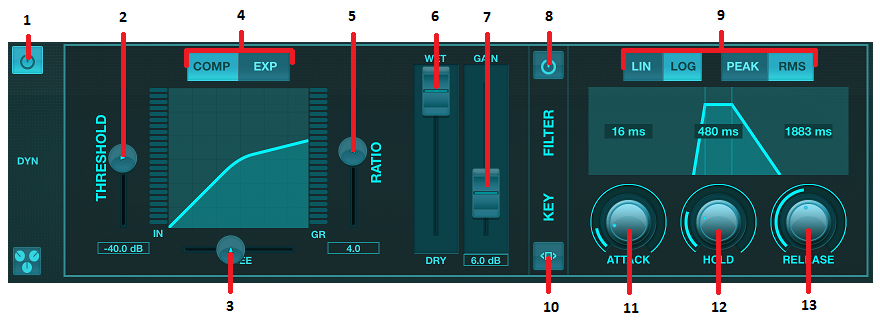 1 2 3 4 5 6 7 8 9 10 11 12 13
DYN
THRESHOLD
-40.0 dB
COMP EXP
IN
GR
EE
RATIO
4.0
WET
DRY
GAIN
6.0 dB
FILTER
KEY
LIN LOG PEAK RMS
16 ms 480 ms 1883 ms
ATTACK HOLD RELEASE